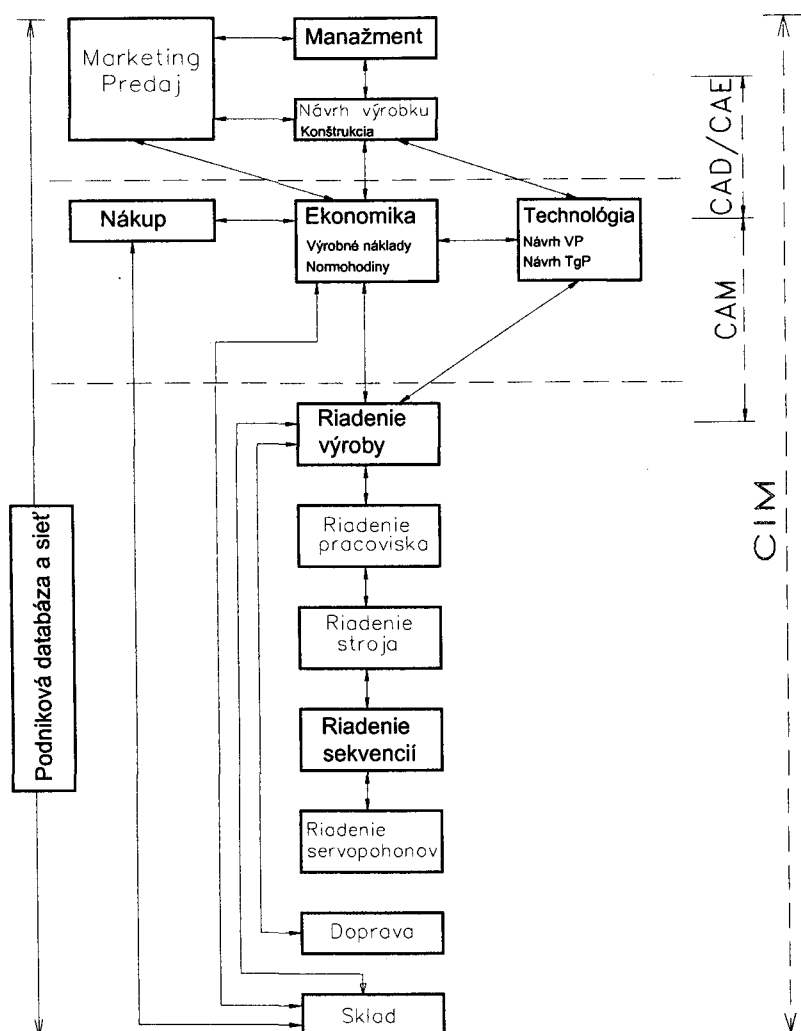 Marketing
Predaj
Manažment
Návrh výrobku
Konštrukcia
CAD/CAE
Nákup
Ekonomika
Výrobné náklady
Normohodiny
Technológia
Návrh VP
Návrh TgP
CAM
Riadenie
výroby
Riadenie
pracoviska
CIM
Podniková databáza a sieť
Riadenie
stroja
Riadenie
sekvencií
Riadenie
servopohonov
Doprava
Sklad